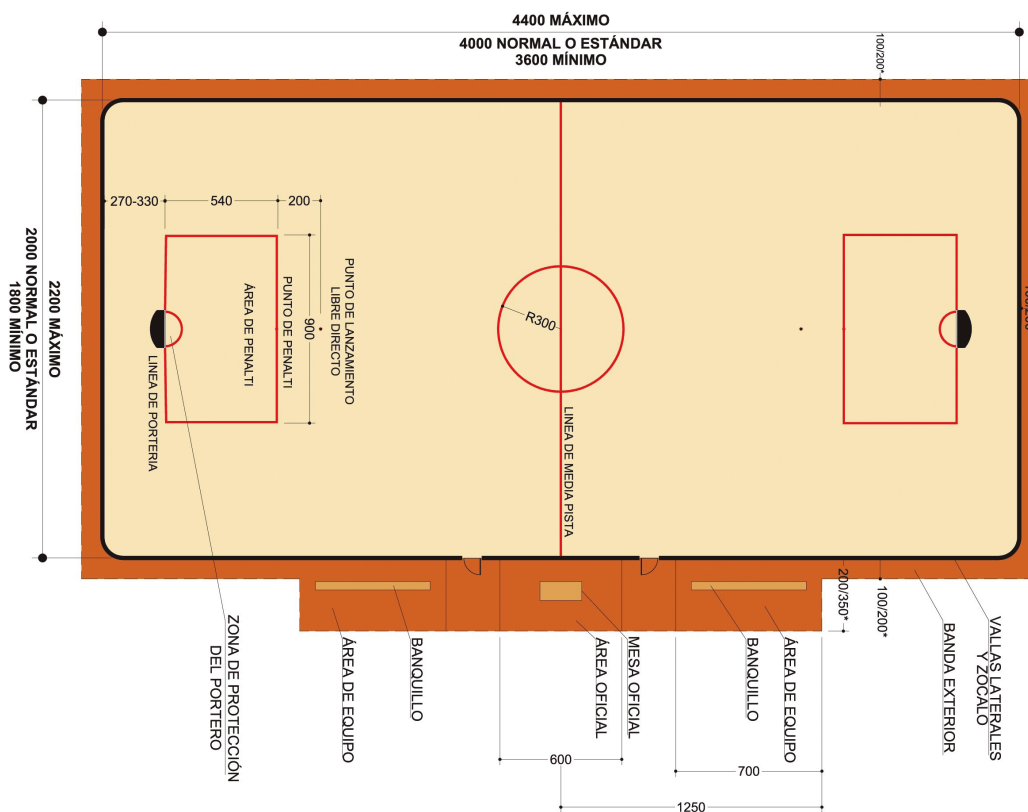 4400 MÁXIMO
4000 NORMAL O ESTÁNDAR
3600 MÍNIMO
100/200*
270-330
540
200
2200 MÁXIMO
2000 NORMAL O ESTÁNDAR
1800 MÍNIMO
LINEA DE PORTERIA
ÁREA DE PENALTI
PUNTO DE PENALTI
900
PUNTO DE LANZAMIENTO
LIBRE DIRECTO
R300
LINEA DE MEDIA PISTA
200/350*
100/200*
ZONA DE PROTECCIÓN
DEL PORTERO
ÁREA DE EQUIPO
BANQUILLO
ÁREA OFICIAL
MESA OFICIAL
BANQUILLO
ÁREA DE EQUIPO
BANDA EXTERIOR
VALLAS LATERALES
Y ZÓCALO
600
700
1250